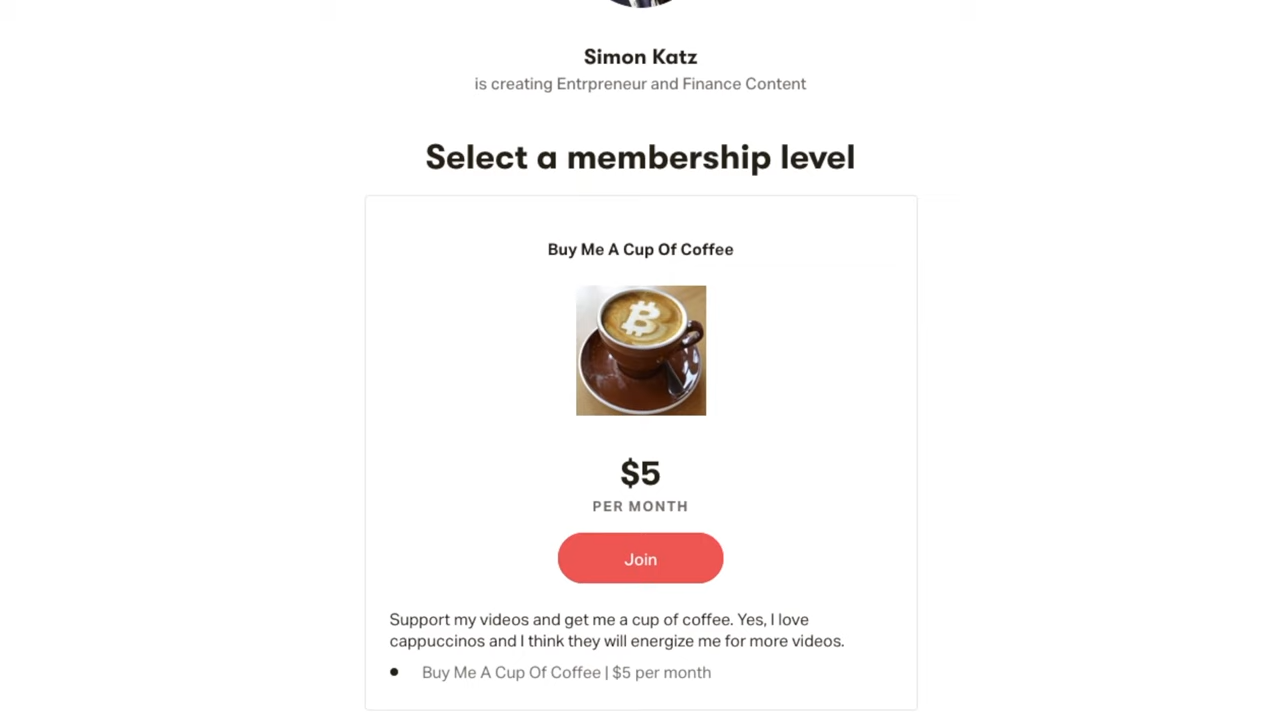 Simon Katz
is creating Entrpreneur and Finance Content
Select a membership level
Buy Me A Cup Of Coffee
$5
PER MONTH
Join
Support my videos and get me a cup of coffee. Yes, I love
cappuccinos and I think they will energize me for more videos.
Buy Me A Cup Of Coffee | $5 per month